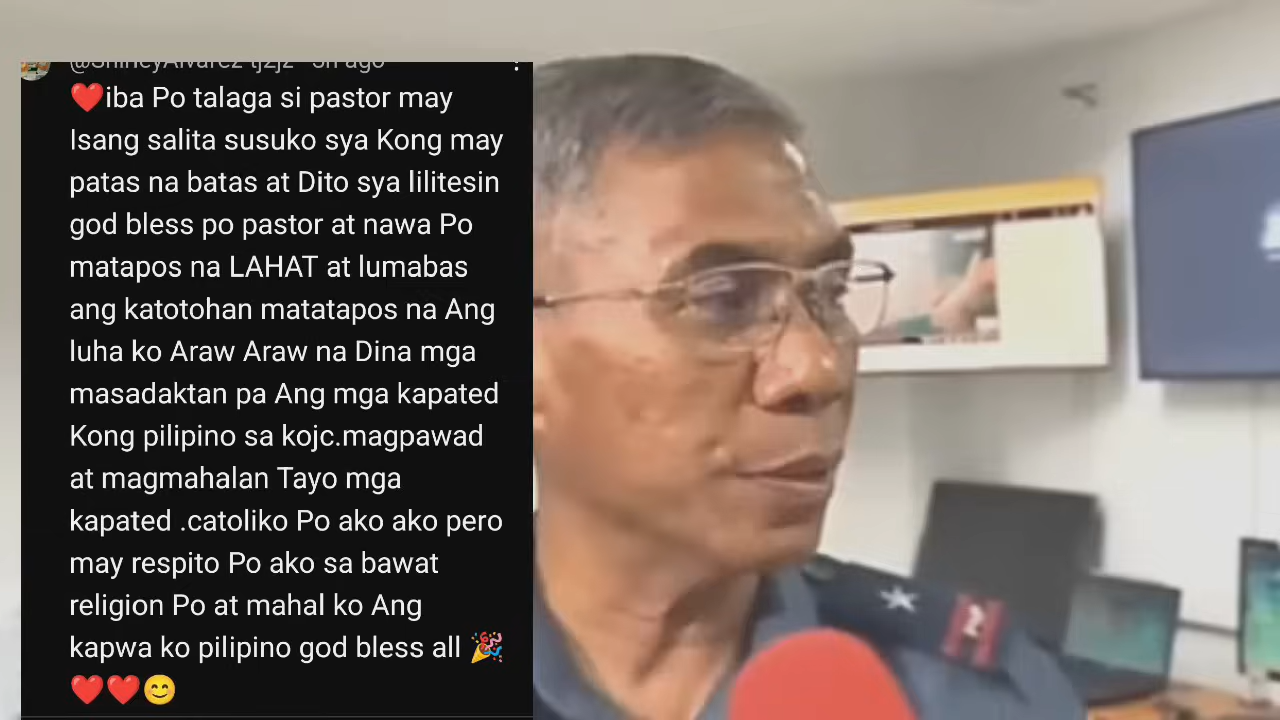 ❤️iba Po talaga si pastor may
Isang salita susuko sya Kong may
patas na batas at Dito sya lilitesin
god bless po pastor at nawa Po
matapos na LAHAT at lumabas
ang katotohan matatapos na Ang
luha ko Araw Araw na Dina mga
masadaktan pa Ang mga kapated
Kong pilipino sa kojc.magpawad
at magmahalan Tayo mga
kapated .catoliko Po ako ako pero
may respito Po ako sa bawat
religion Po at mahal ko Ang
kapwa ko pilipino god bless all 🎉
❤️❤️😊